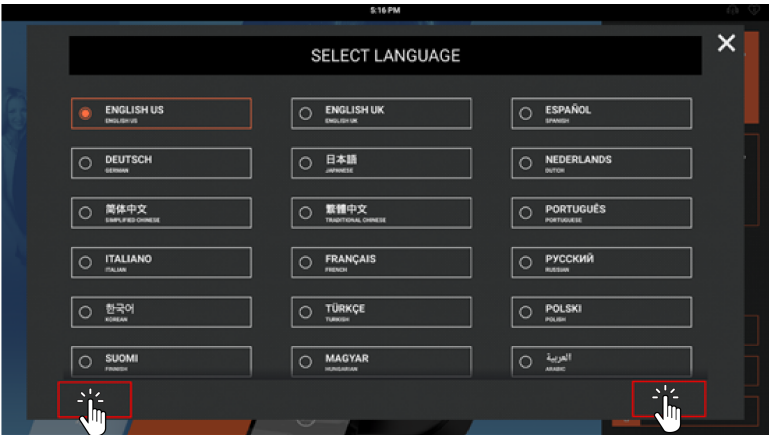 5:16 PM
SELECT LANGUAGE
ENGLISH US
ENGLISH US
ENGLISH UK
ENGLISH UK
ESPAÑOL
SPANISH
DEUTSCH
GERMAN
日本語
JAPANESE
NEDERLANDS
DUTCH
简体中文
SIMPLIFIED CHINESE
繁體中文
TRADITIONAL CHINESE
PORTUGUÊS
PORTUGUESE
ITALIANO
ITALIAN
FRANÇAIS
FRENCH
РУССКИЙ
RUSSIAN
한국어
KOREAN
TÜRKÇE
TURKISH
POLSKI
POLISH
SUOMI
FINNISH
MAGYAR
HUNGARIAN
العربية
ARABIC